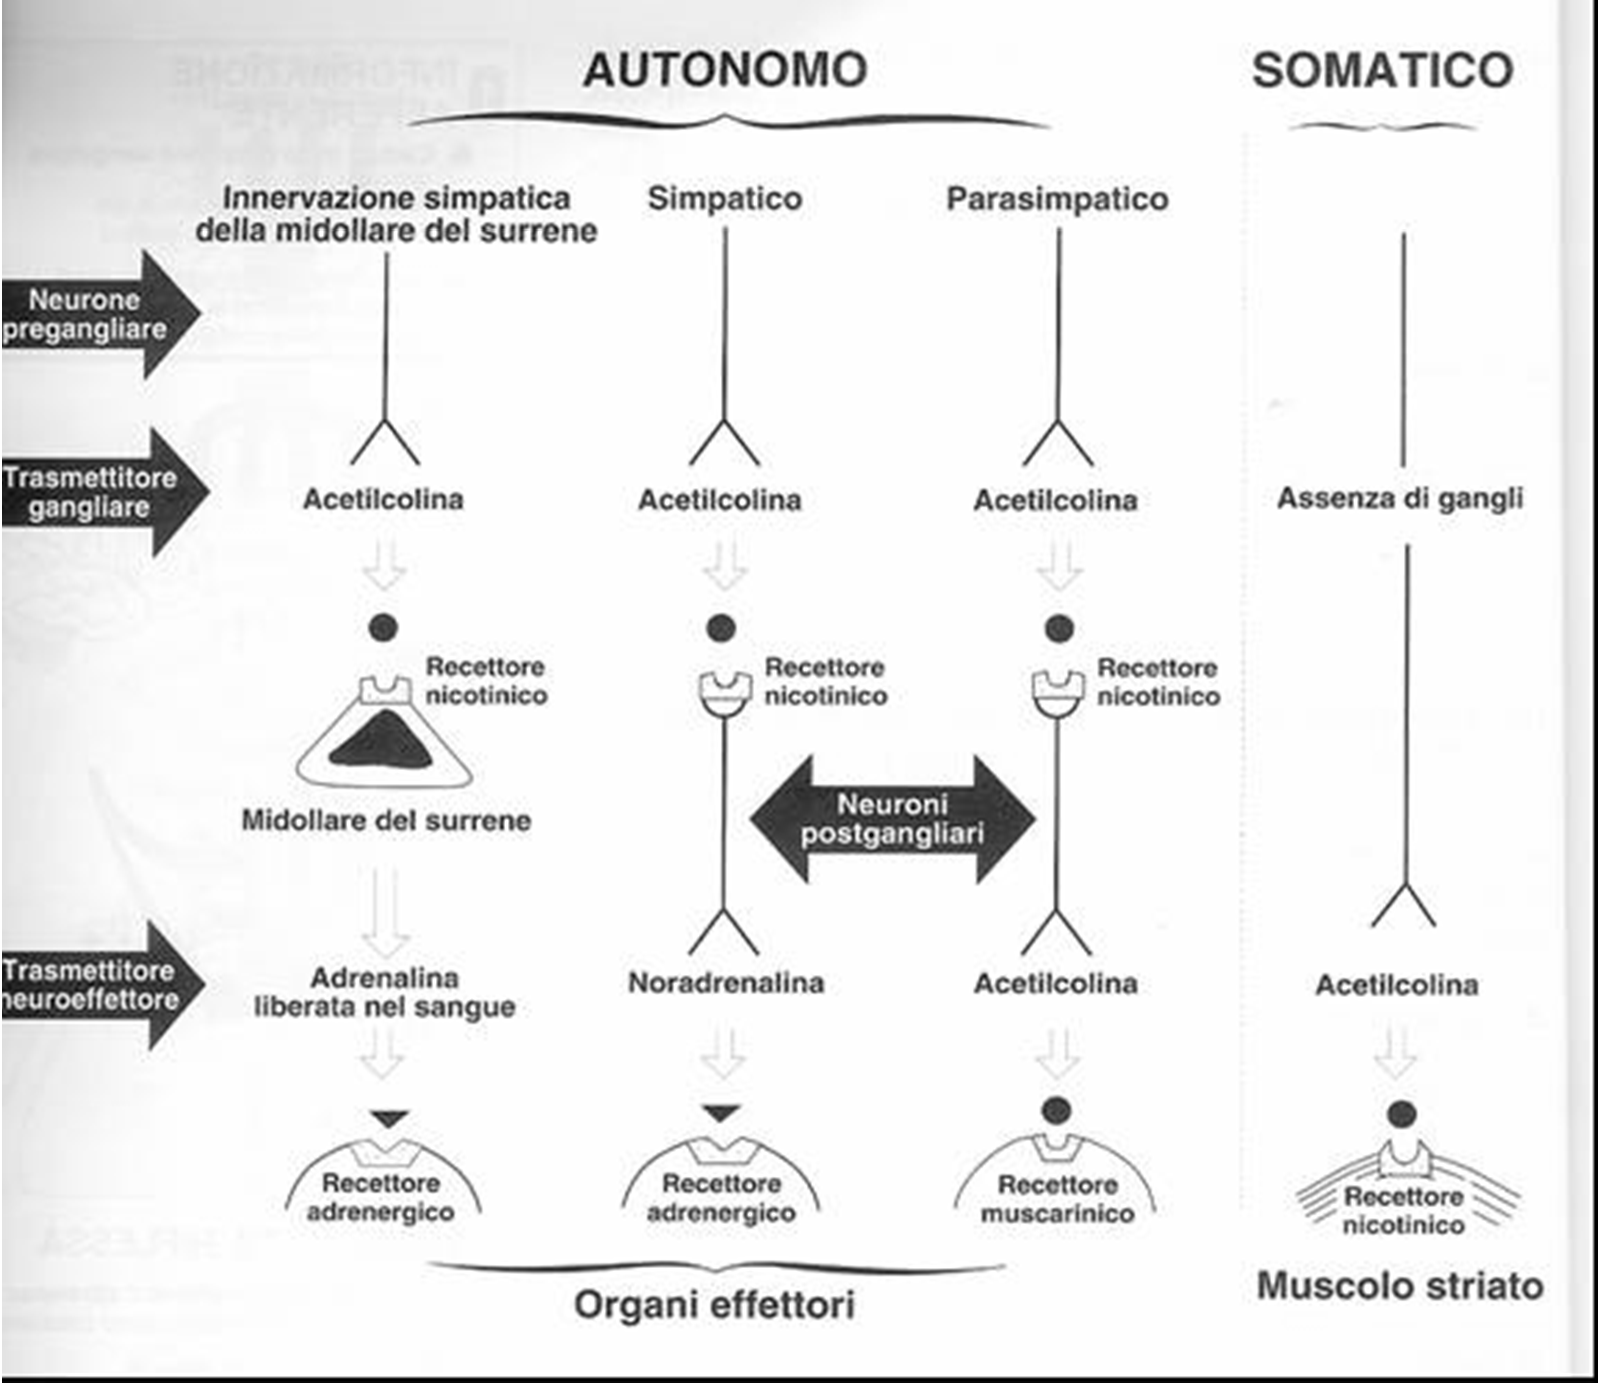 AUTONOMO
SOMATICO
Innervazione simpatica
della midollare del surrene
Simpatico
Parasimpatico
Neurone
pregangliare
Trasmettitore
gangliare
Acetilcolina
Acetilcolina
Acetilcolina
Assenza di gangli
Recettore
nicotinico
Recettore
nicotinico
Recettore
nicotinico
Midollare del surrene
Neuroni
postgangliari
Trasmettitore
neuroeffettore
Adrenalina
liberata nel sangue
Noradrenalina
Acetilcolina
Acetilcolina
Recettore
adrenergico
Recettore
adrenergico
Recettore
muscarinico
Recettore
nicotinico
Organi effettori
Muscolo striato